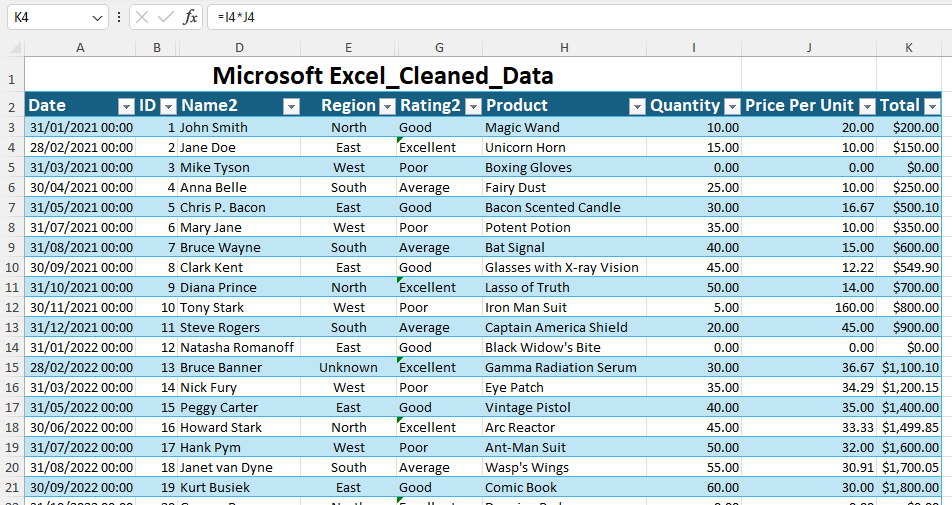 K4 fx =I4*J4
A B D E G H I J K
1 Microsoft Excel_Cleaned_Data
2 Date ID Name2 Region Rating2 Product Quantity Price Per Unit Total
3 31/01/2021 00:00 1 John Smith North Good Magic Wand 10.00 20.00 $200.00
4 28/02/2021 00:00 2 Jane Doe East Excellent Unicorn Horn 15.00 10.00 $150.00
5 31/03/2021 00:00 3 Mike Tyson West Poor Boxing Gloves 0.00 0.00 $0.00
6 30/04/2021 00:00 4 Anna Belle South Average Fairy Dust 25.00 10.00 $250.00
7 31/05/2021 00:00 5 Chris P. Bacon East Good Bacon Scented Candle 30.00 16.67 $500.10
8 31/07/2021 00:00 6 Mary Jane West Poor Potent Potion 35.00 10.00 $350.00
9 31/08/2021 00:00 7 Bruce Wayne South Average Bat Signal 40.00 15.00 $600.00
10 30/09/2021 00:00 8 Clark Kent East Good Glasses with X-ray Vision 45.00 12.22 $549.90
11 31/10/2021 00:00 9 Diana Prince North Excellent Lasso of Truth 50.00 14.00 $700.00
12 30/11/2021 00:00 10 Tony Stark West Poor Iron Man Suit 5.00 160.00 $800.00
13 31/12/2021 00:00 11 Steve Rogers South Average Captain America Shield 20.00 45.00 $900.00
14 31/01/2022 00:00 12 Natasha Romanoff East Good Black Widow's Bite 0.00 0.00 $0.00
15 28/02/2022 00:00 13 Bruce Banner Unknown Excellent Gamma Radiation Serum 30.00 36.67 $1,100.10
16 31/03/2022 00:00 14 Nick Fury West Poor Eye Patch 35.00 34.29 $1,200.15
17 31/05/2022 00:00 15 Peggy Carter East Good Vintage Pistol 40.00 35.00 $1,400.00
18 30/06/2022 00:00 16 Howard Stark North Excellent Arc Reactor 45.00 33.33 $1,499.85
19 31/07/2022 00:00 17 Hank Pym West Poor Ant-Man Suit 50.00 32.00 $1,600.00
20 31/08/2022 00:00 18 Janet van Dyne South Average Wasp's Wings 55.00 30.91 $1,700.05
21 30/09/2022 00:00 19 Kurt Busiek East Good Comic Book 60.00 30.00 $1,800.00